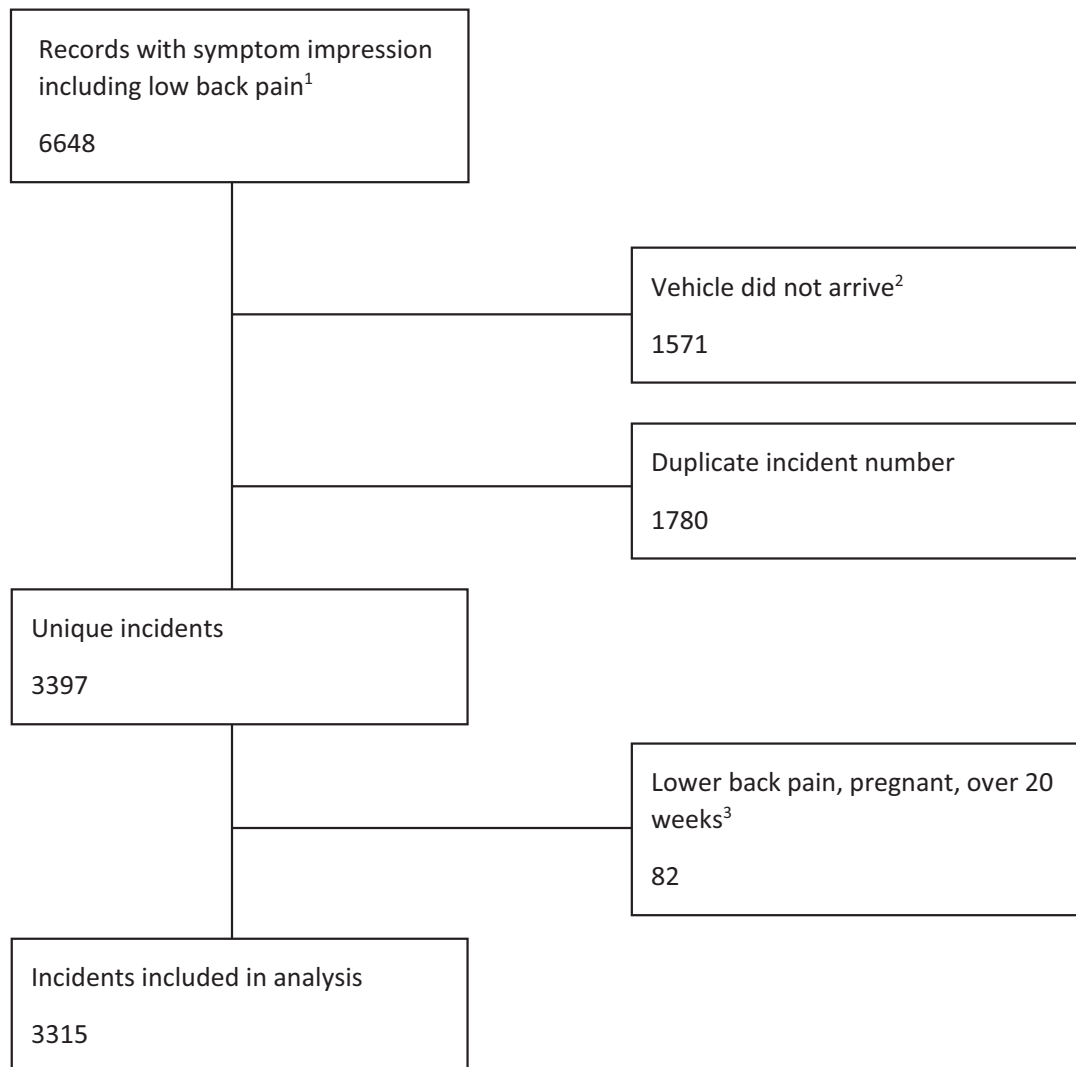 Records with symptom impression
including low back pain¹
6648
Vehicle did not arrive²
1571
Duplicate incident number
1780
Unique incidents
3397
Lower back pain, pregnant, over 20
weeks³
82
Incidents included in analysis
3315